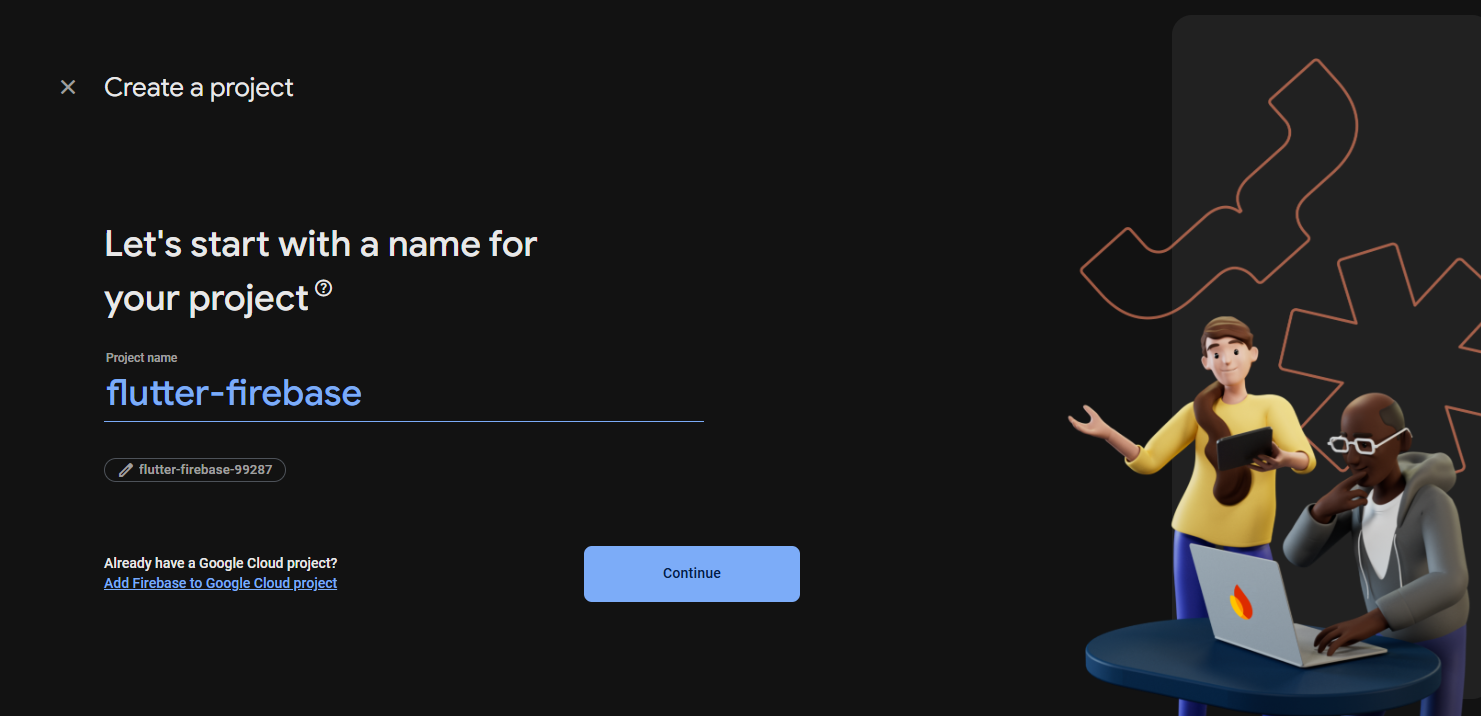 Create a project
Let's start with a name for
your project
Project name
flutter-firebase
flutter-firebase-99287
Already have a Google Cloud project?
Add Firebase to Google Cloud project
Continue